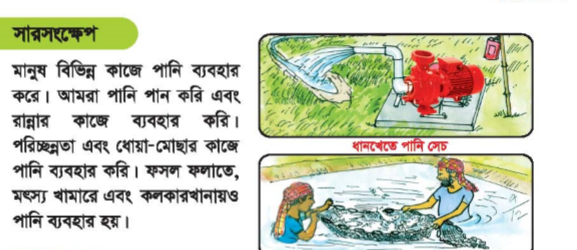 সারসংক্ষেপ
মানুষ বিভিন্ন কাজে পানি ব্যবহার
করে। আমরা পানি পান করি এবং
রান্নার কাজে ব্যবহার করি।
পরিচ্ছন্নতা এবং ধোয়া-মোছার কাজে
পানি ব্যবহার করি। ফসল ফলাতে,
মৎস্য খামারে এবং কলকারখানায়ও
পানি ব্যবহার হয়।
ধানখেতে পানি সেচ